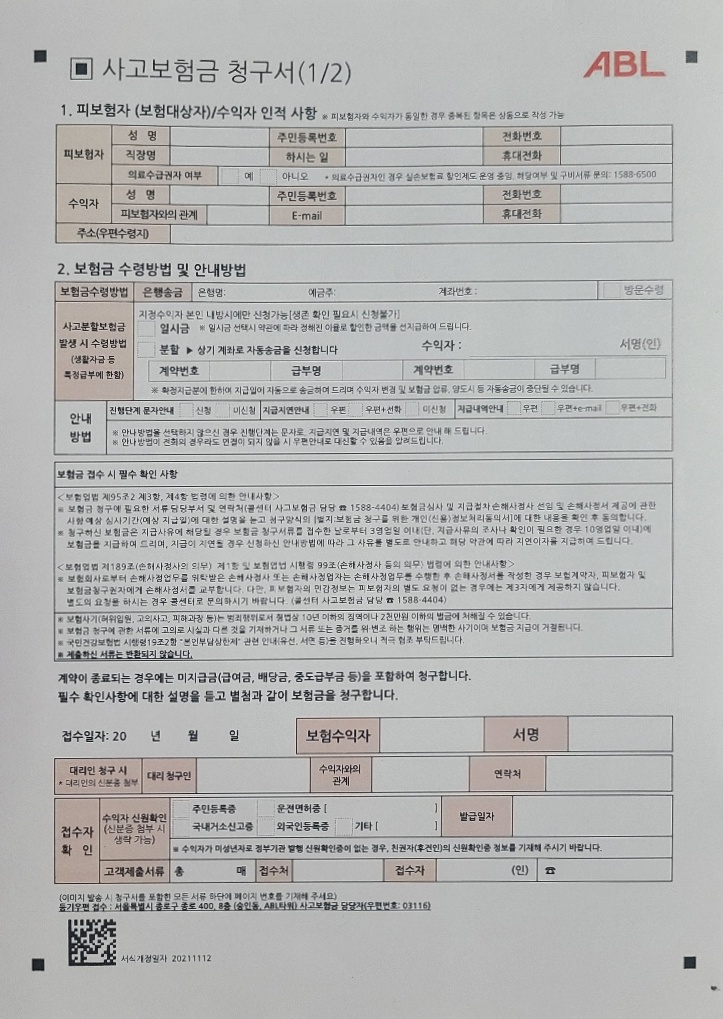 사고보험금 청구서(1/2)
ABL
1. 피보험자 (보험대상자)/수익자 인적 사항 ※ 피보험자와 수익자가 동일한 경우 중복된 항목은 상동으로 작성 가능
피보험자
성 명 주민등록번호 전화번호
직장명 하시는 일 휴대전화
의료수급권자 여부 예 아니오 * 의료수급권자인 경우 실손보험료 할인제도 운영 중임. 해당여부 및 구비서류 문의: 1588-6500
수익자
성 명 주민등록번호 전화번호
피보험자와의 관계 E-mail 휴대전화
주소(우편수령지)
2. 보험금 수령방법 및 안내방법
보험금수령방법 은행송금 은행명: 예금주: 계좌번호 : 방문수령
사고분할보험금
발생 시 수령방법
(생활자금 등
특정급부에 한함)
지정수익자 본인 내방시에만 신청가능[생존 확인 필요시 신청불가]
일시금 ※ 일시금 선택시 약관에 따라 정해진 이율로 할인한 금액을 선지급하여 드립니다.
분할 ▶ 상기 계좌로 자동송금을 신청합니다 수익자 : 서명(인)
계약번호 급부명 계약번호 급부명
※ 확정지급분에 한하여 지급일에 자동으로 송금하여 드리며 수익자 변경 및 보험금 압류, 양도시 등 자동송금이 중단될 수 있습니다.
안내
방법
진행단계 문자안내 신청 미신청 지급지연안내 우편 우편+전화 미신청 지급내역안내 우편 우편+e-mail 우편+전화
※ 안내방법을 선택하지 않으신 경우 진행단계는 문자로, 지급지연 및 지급내역은 우편으로 안내 해 드립니다.
※ 안내방법이 전화의 경우라도 연결이 되지 않을 시 우편안내로 대신할 수 있음을 알려드립니다.
보험금 접수 시 필수 확인 사항
<보험업법 제95조2 제3항, 제4항 법령에 의한 안내사항>
※ 보험금 청구에 필요한 서류 담당부서 및 연락처(콜센터 사고보험금 담당 ☎ 1588-4404) 보험금심사 및 지급절차 손해사정사 선임 및 손해사정서 제공에 관한
사항 예상 심사기간(예상 지급일)에 대한 설명을 듣고 청구양식의 [별지:보험금 청구를 위한 개인(신용)정보처리동의서]에 대한 내용을 확인 후 동의합니다.
※ 청구하신 보험금은 지급사유에 해당될 경우 보험금 청구서류를 접수한 날로부터 3영업일 이내(단, 지급사유의 조사나 확인이 필요한 경우 10영업일 이내)에
보험금을 지급하여 드리며, 지급이 지연될 경우 신청하신 안내방법에 따라 그 사유를 별도로 안내하고 해당 약관에 따라 지연이자를 지급하여 드립니다.
<보험업법 제189조(손해사정사의 의무) 제1항 및 보험업법 시행령 99조(손해사정사 등의 의무) 법령에 의한 안내사항>
※ 보험회사로부터 손해사정업무를 위탁받은 손해사정사 또는 손해사정업자는 손해사정업무를 수행한 후 손해사정서를 작성한 경우 보험계약자, 피보험자 및
보험금청구권자에게 손해사정서를 교부합니다. 다만, 피보험자의 민감정보는 피보험자의 별도 요청이 없는 경우에는 제3자에게 제공하지 않습니다.
별도의 요청을 하시는 경우 콜센터로 문의하시기 바랍니다. (콜센터 사고보험금 담당 ☎ 1588-4404)
※ 보험사기(허위입원, 고의사고, 피해과장 등)는 범죄행위로서 형법상 10년 이하의 징역이나 2천만원 이하의 벌금에 처해질 수 있습니다.
※ 보험금 청구에 관한 서류에 고의로 사실과 다른 것을 기재하거나 그 서류 또는 증거를 위·변조 하는 행위는 명백한 사기이며 보험금 지급이 거절됩니다.
※ 국민건강보험법 시행령19조2항 "본인부담상한제" 관련 안내(유선, 서면 등)을 진행하오니 적극 협조 부탁드립니다.
※ 제출하신 서류는 반환되지 않습니다.
계약이 종료되는 경우에는 미지급금(급여금, 배당금, 중도급부금 등)을 포함하여 청구합니다.
필수 확인사항에 대한 설명을 듣고 별첨과 같이 보험금을 청구합니다.
접수일자: 20 년 월 일 보험수익자 서명
대리인 청구 시
* 대리인의 신분증 첨부
대리 청구인 수익자와의
관계
연락처
접수자
확 인
수익자 신원확인
(신분증 첨부 시
생략 가능)
주민등록증 운전면허증 [ ]
국내거소신고증 외국인등록증 기타 [ ]
발급일자
※ 수익자가 미성년자로 정부기관 발행 신원확인증이 없는 경우, 친권자(후견인)의 신원확인증 정보를 기재해 주시기 바랍니다.
고객제출서류 총 매 접수처 접수자 (인) ☎
(이미지 발송 시 청구서를 포함한 모든 서류 하단에 페이지 번호를 기재해 주세요)
등기우편 접수 : 서울특별시 종로구 종로 400, 8층 (숭인동, ABL타워) 사고보험금 담당자(우편번호: 03116)
서식개정일자 20211112